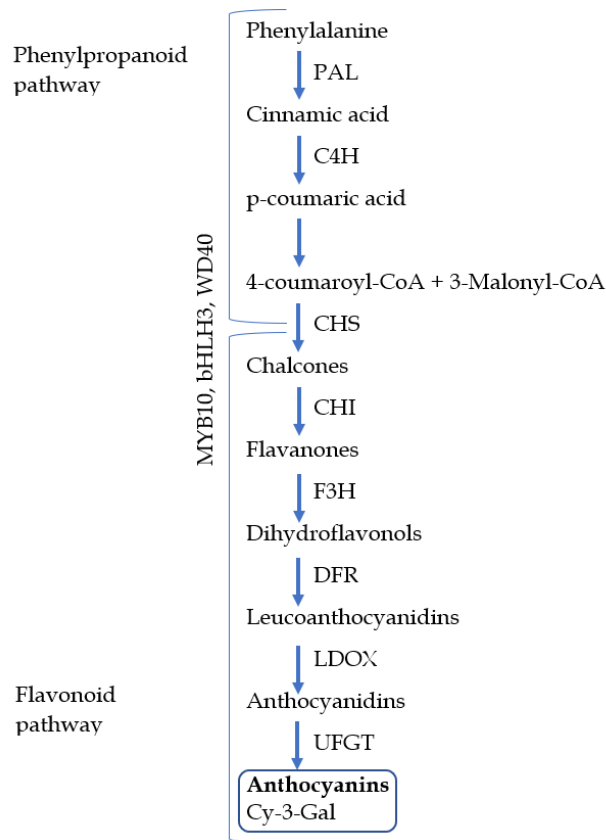 Phenylpropanoid
pathway
Phenylalanine
PAL
Cinnamic acid
C4H
p-coumaric acid
4-coumaroyl-CoA + 3-Malonyl-CoA
CHS
MYB10, bHLH3, WD40
Chalcones
CHI
Flavanones
F3H
Dihydroflavonols
DFR
Leucoanthocyanidins
LDOX
Flavonoid
pathway
Anthocyanidins
UFGT
Anthocyanins
Cy-3-Gal